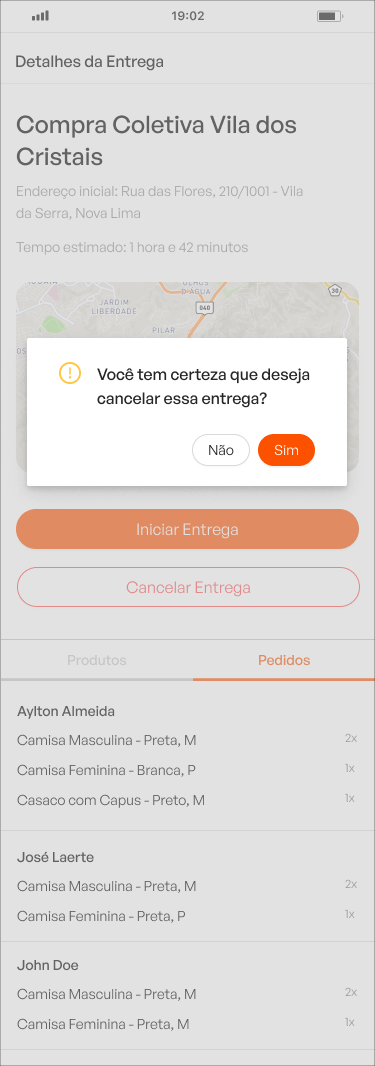 19:02
Detalhes da Entrega
Compra Coletiva Vila dos
Cristais
Endereço inicial: Rua das Flores, 210/1001 - Vila
da Serra, Nova Lima
Tempo estimado: 1 hora e 42 minutos
D'ÁGUA
30
JARDIM
LIBERDADE
040
PILAR
Você tem certeza que deseja
cancelar essa entrega?
Não
Sim
Iniciar Entrega
Cancelar Entrega
Produtos
Pedidos
Aylton Almeida
Camisa Masculina - Preta, M 2x
Camisa Feminina - Branca, P 1x
Casaco com Capus - Preto, M 1x
José Laerte
Camisa Masculina - Preta, M 2x
Camisa Feminina - Preta, P 1x
John Doe
Camisa Masculina - Preta, M 2x
Camisa Feminina - Preta, M 1x